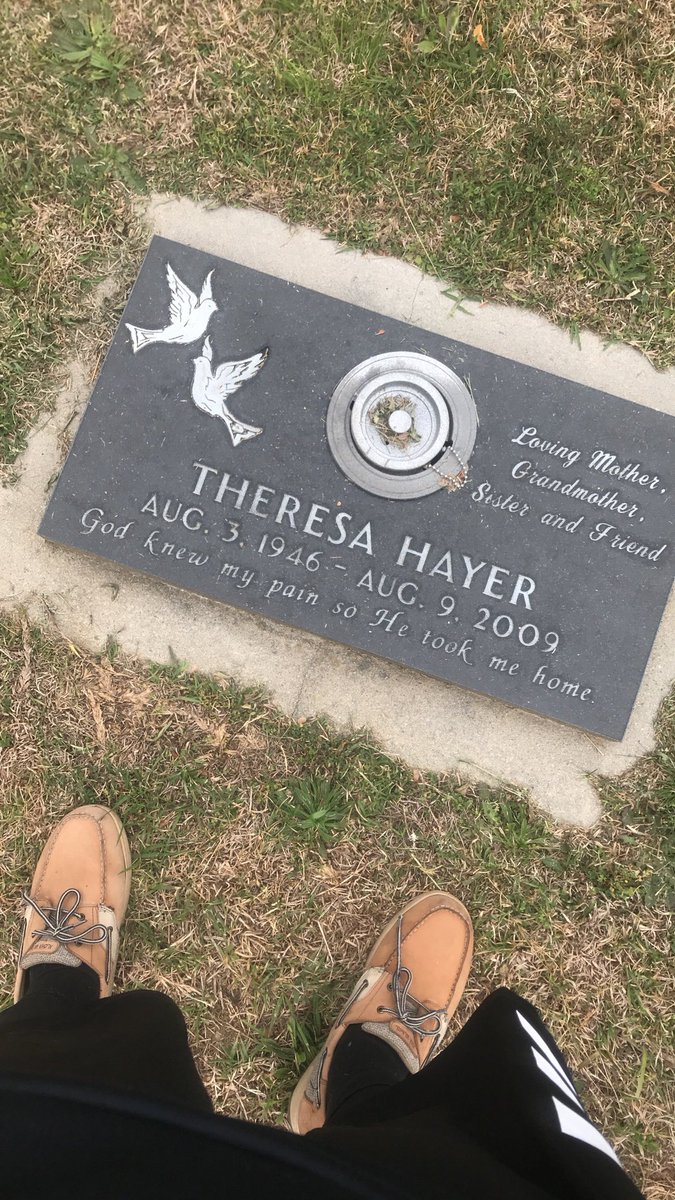 Loving Mother,
Grandmother,
Sister and Friend
THERESA HAYER
AUG. 3, 1946 - AUG. 9, 2009
God knew my pain so He took me home.